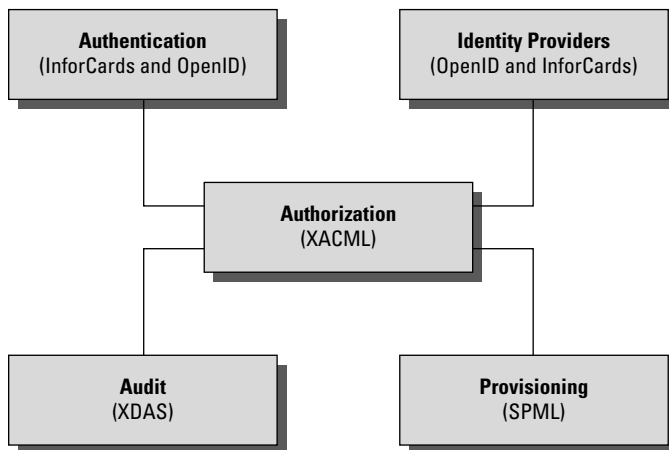 Authentication
(InforCards and OpenID)
Identity Providers
(OpenID and InforCards)
Authorization
(XACML)
Audit
(XDAS)
Provisioning
(SPML)